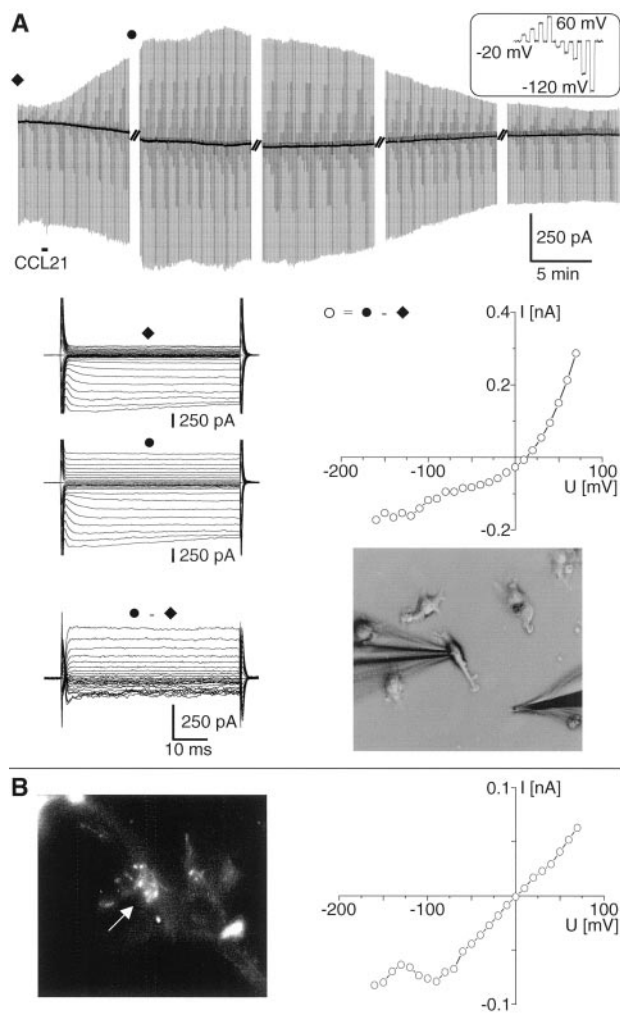 A
60 mV
-20 mV
-120 mV
CCL21
250 pA
5 min
250 pA
250 pA
250 pA
10 ms
○ = ● - ◆
I [nA]
0.4
0.2
-200
-100
0
100
U [mV]
-0.2
● - ◆
B
0.1
I [nA]
-200
-100
0
100
U [mV]
-0.1